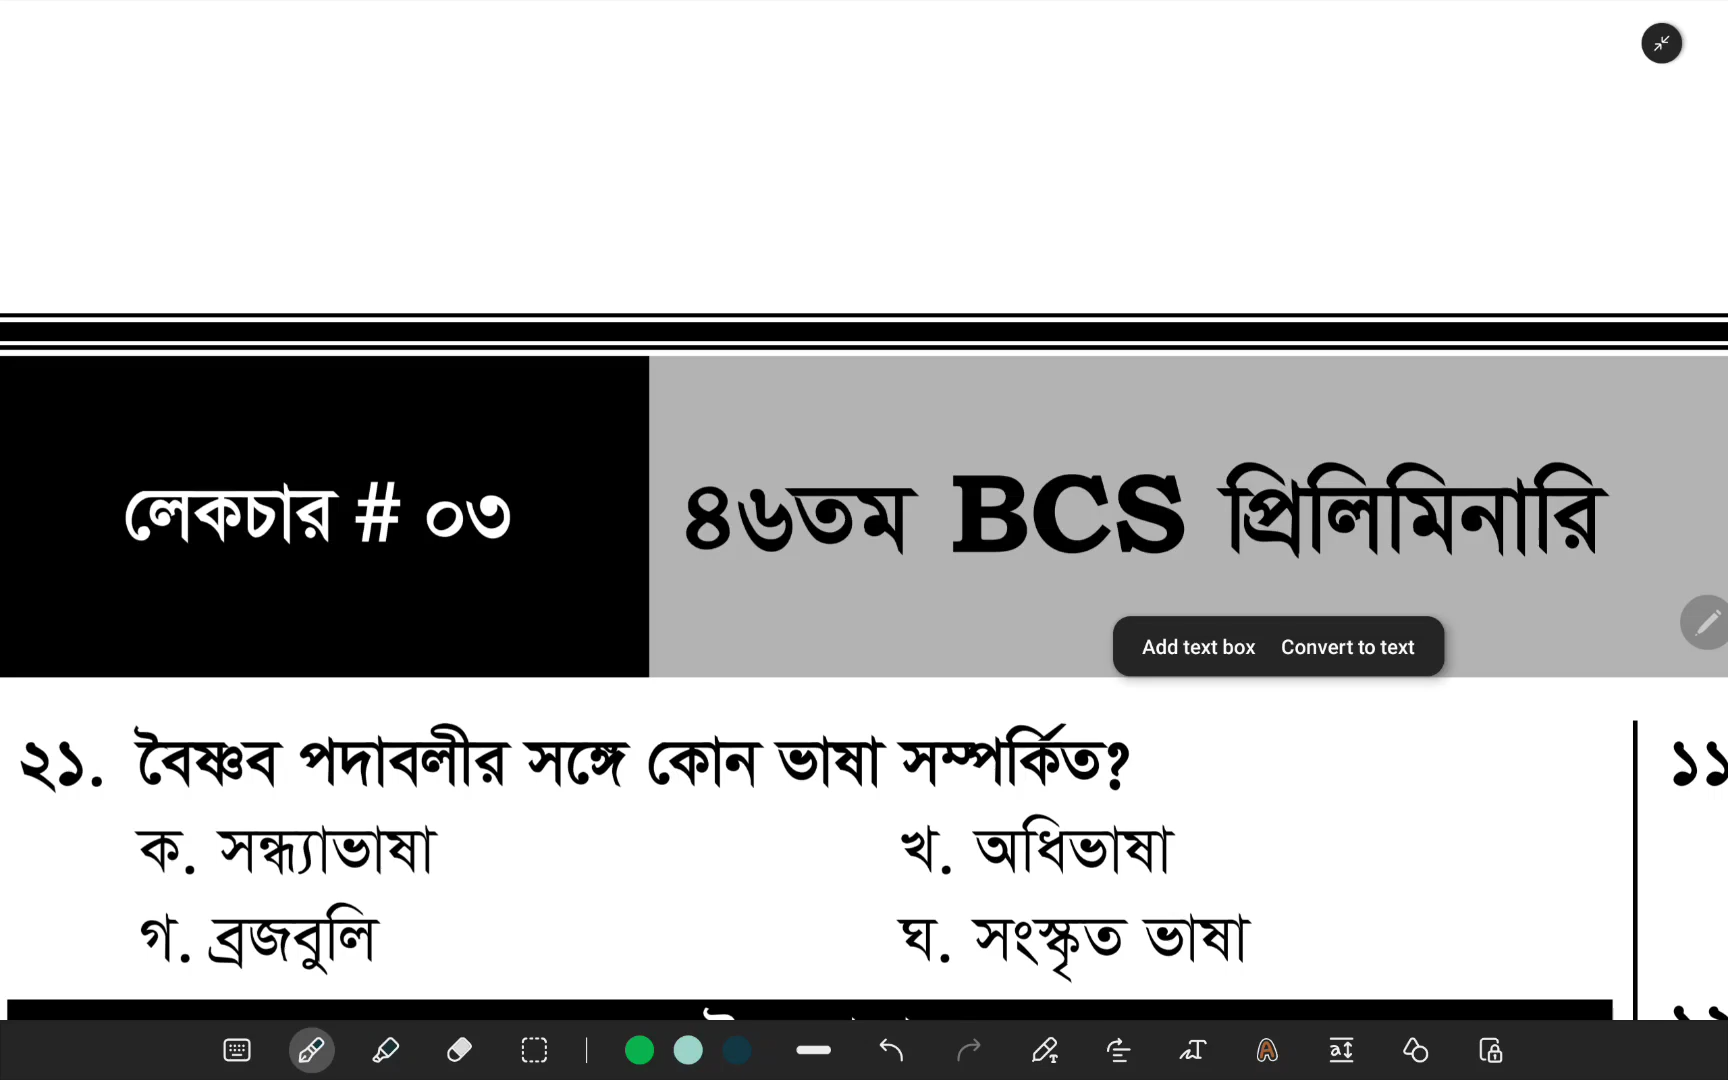 লেকচার # ০৩
৪৬তম BCS প্রিলিমিনারি
Add text box Convert to text
২১. বৈষ্ণব পদাবলীর সঙ্গে কোন ভাষা সম্পর্কিত?
ক. সন্ধ্যাভাষা খ. অধিভাষা
গ. ব্রজবুলি ঘ. সংস্কৃত ভাষা
১১